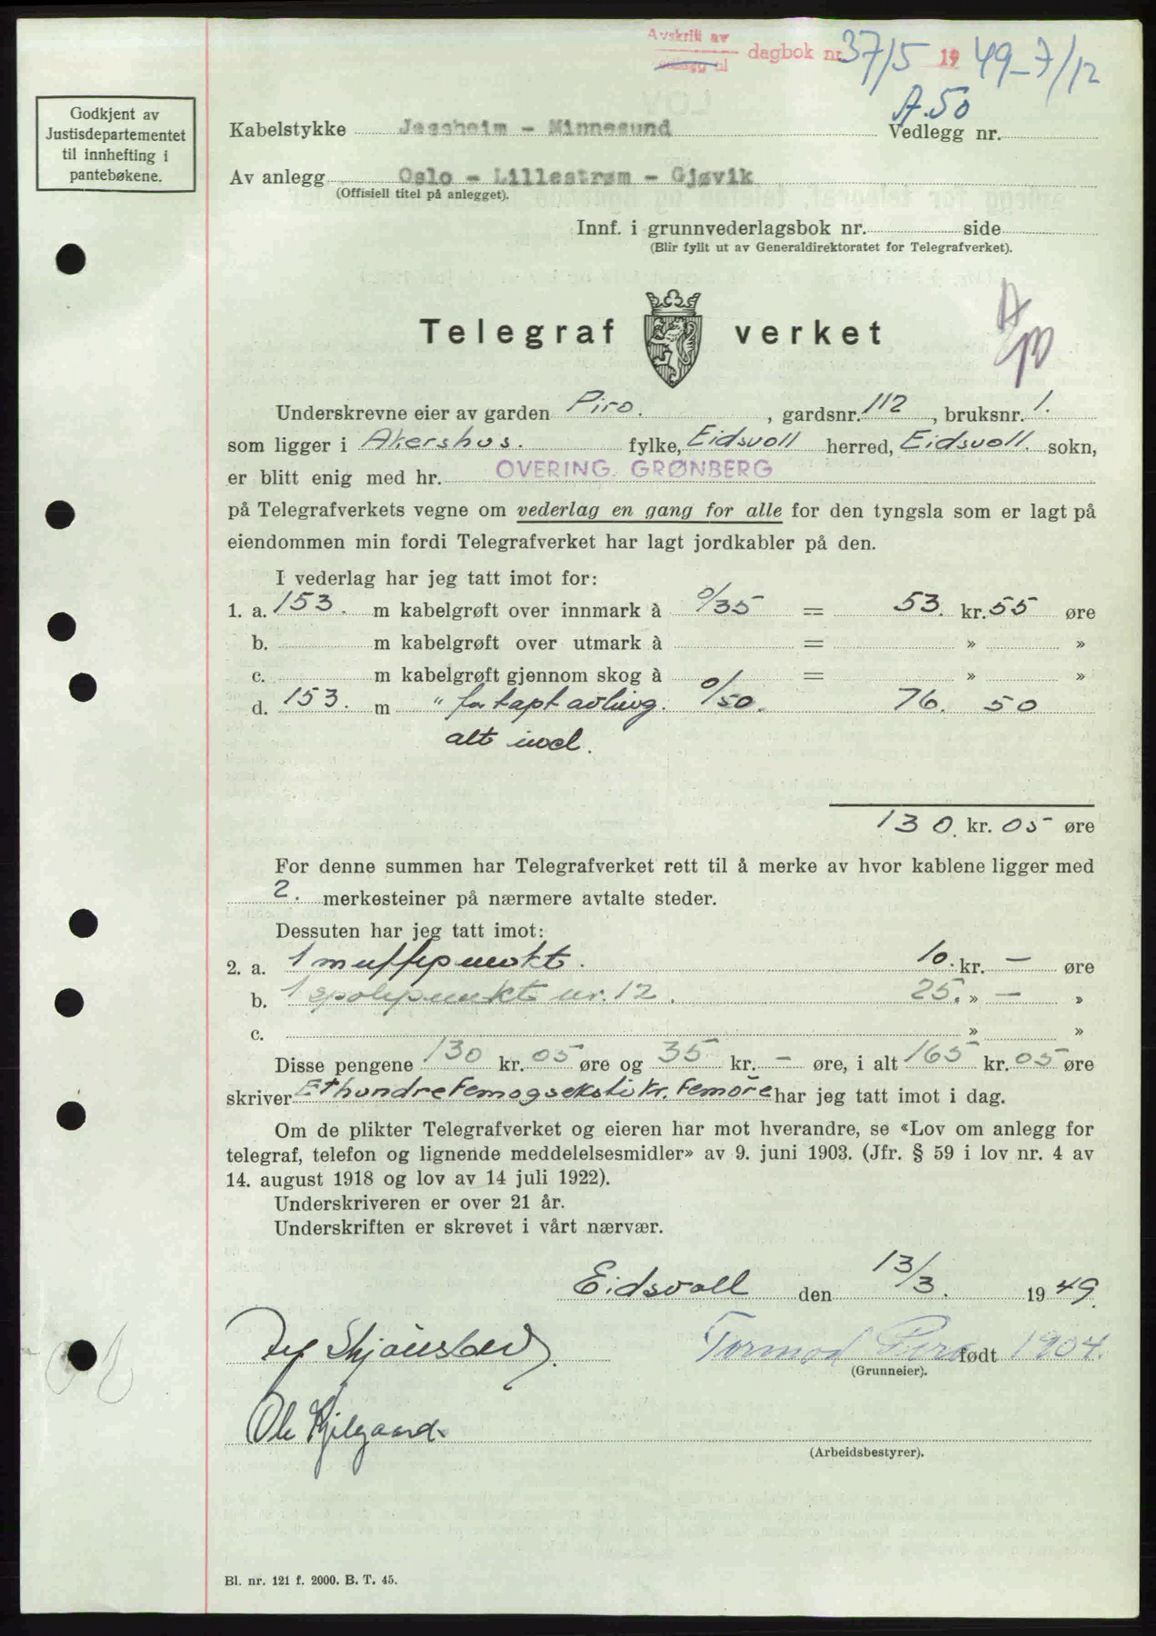 Avskrift av
dagbok nr. 3715 1949-7/12
A.50
Godkjent av
Justisdepartementet
til innhefting i
pantebøkene.
Kabelstykke Jessheim - Minnesund Vedlegg nr.
Av anlegg Oslo - Lillestrøm - Gjøvik
(Offisiell titel på anlegget).
Innf. i grunnvederlagsbok nr. side
(Blir fylt ut av Generaldirektoratet for Telegrafverket).
Telegraf verket
Underskrevne eier av garden Piro. , gardsnr. 112 , bruksnr. 1.
som ligger i Akershus. fylke, Eidsvoll herred, Eidsvoll. sokn,
er blitt enig med hr. OVERING. GRØNBERG
på Telegrafverkets vegne om vederlag en gang for alle for den tyngsla som er lagt på
eiendommen min fordi Telegrafverket har lagt jordkabler på den.
I vederlag har jeg tatt imot for:
1. a. 153. m kabelgrøft over innmark à 0/35 = 53. kr. 55 øre
b. m kabelgrøft over utmark à = » »
c. m kabelgrøft gjennom skog à = » »
d. 153. m " for tapt avling. 0/50. 76. 50
alt incl.
130. kr. 05 øre
For denne summen har Telegrafverket rett til å merke av hvor kablene ligger med
2. merkesteiner på nærmere avtalte steder.
Dessuten har jeg tatt imot:
2. a. 1 muffepunkt. 10. kr. — øre
b. 1 spolepunkt nr. 12. 25. » — »
c. » »
Disse pengene 130 kr. 05 øre og 35 kr. - øre, i alt 165 kr. 05 øre
skriver Ethundrefemogseksti kr. femøre har jeg tatt imot i dag.
Om de plikter Telegrafverket og eieren har mot hverandre, se «Lov om anlegg for
telegraf, telefon og lignende meddelelsesmidler» av 9. juni 1903. (Jfr. § 59 i lov nr. 4 av
14. august 1918 og lov av 14 juli 1922).
Underskriveren er over 21 år.
Underskriften er skrevet i vårt nærvær.
Eidsvoll den 13/3. 1949.
Tormod Piro født 1904.
(Grunneier).
Ole Kjilgaard.
(Arbeidsbestyrer).
Bl. nr. 121 f. 2000. B. T. 45.